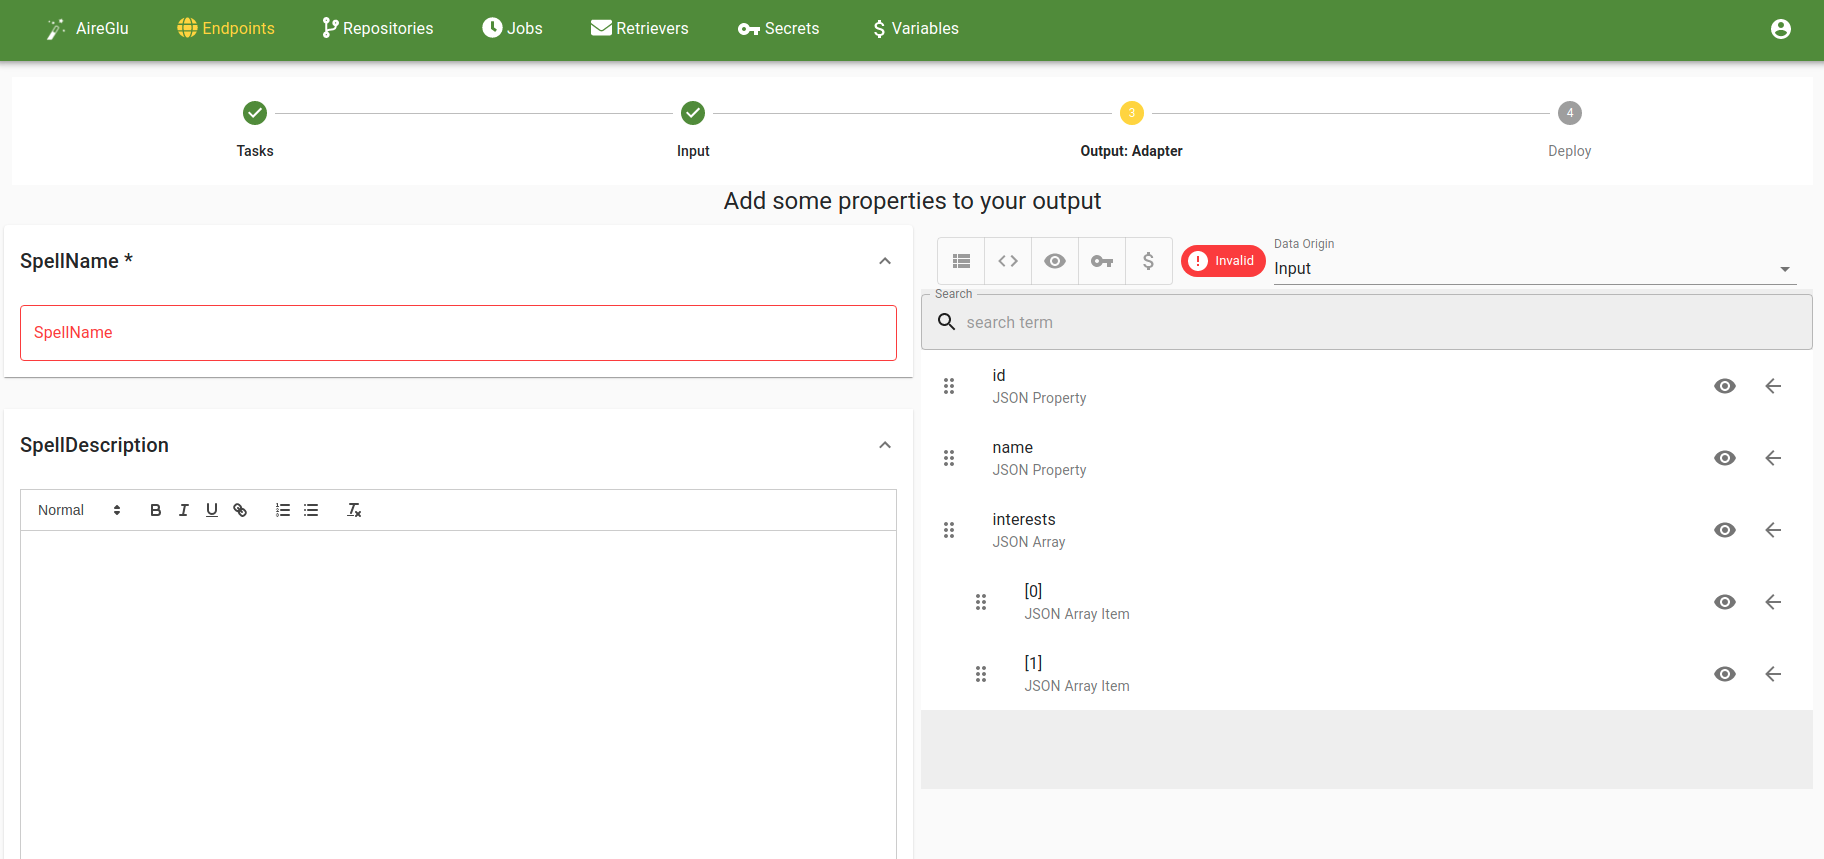 AireGlu Endpoints Repositories Jobs Retrievers Secrets $ Variables
3 4
Tasks Input Output: Adapter Deploy
Add some properties to your output
SpellName *
SpellName
SpellDescription
Normal B I U Tx
$ ! Invalid
Data Origin
Input
Search
search term
id
JSON Property
name
JSON Property
interests
JSON Array
[0]
JSON Array Item
[1]
JSON Array Item